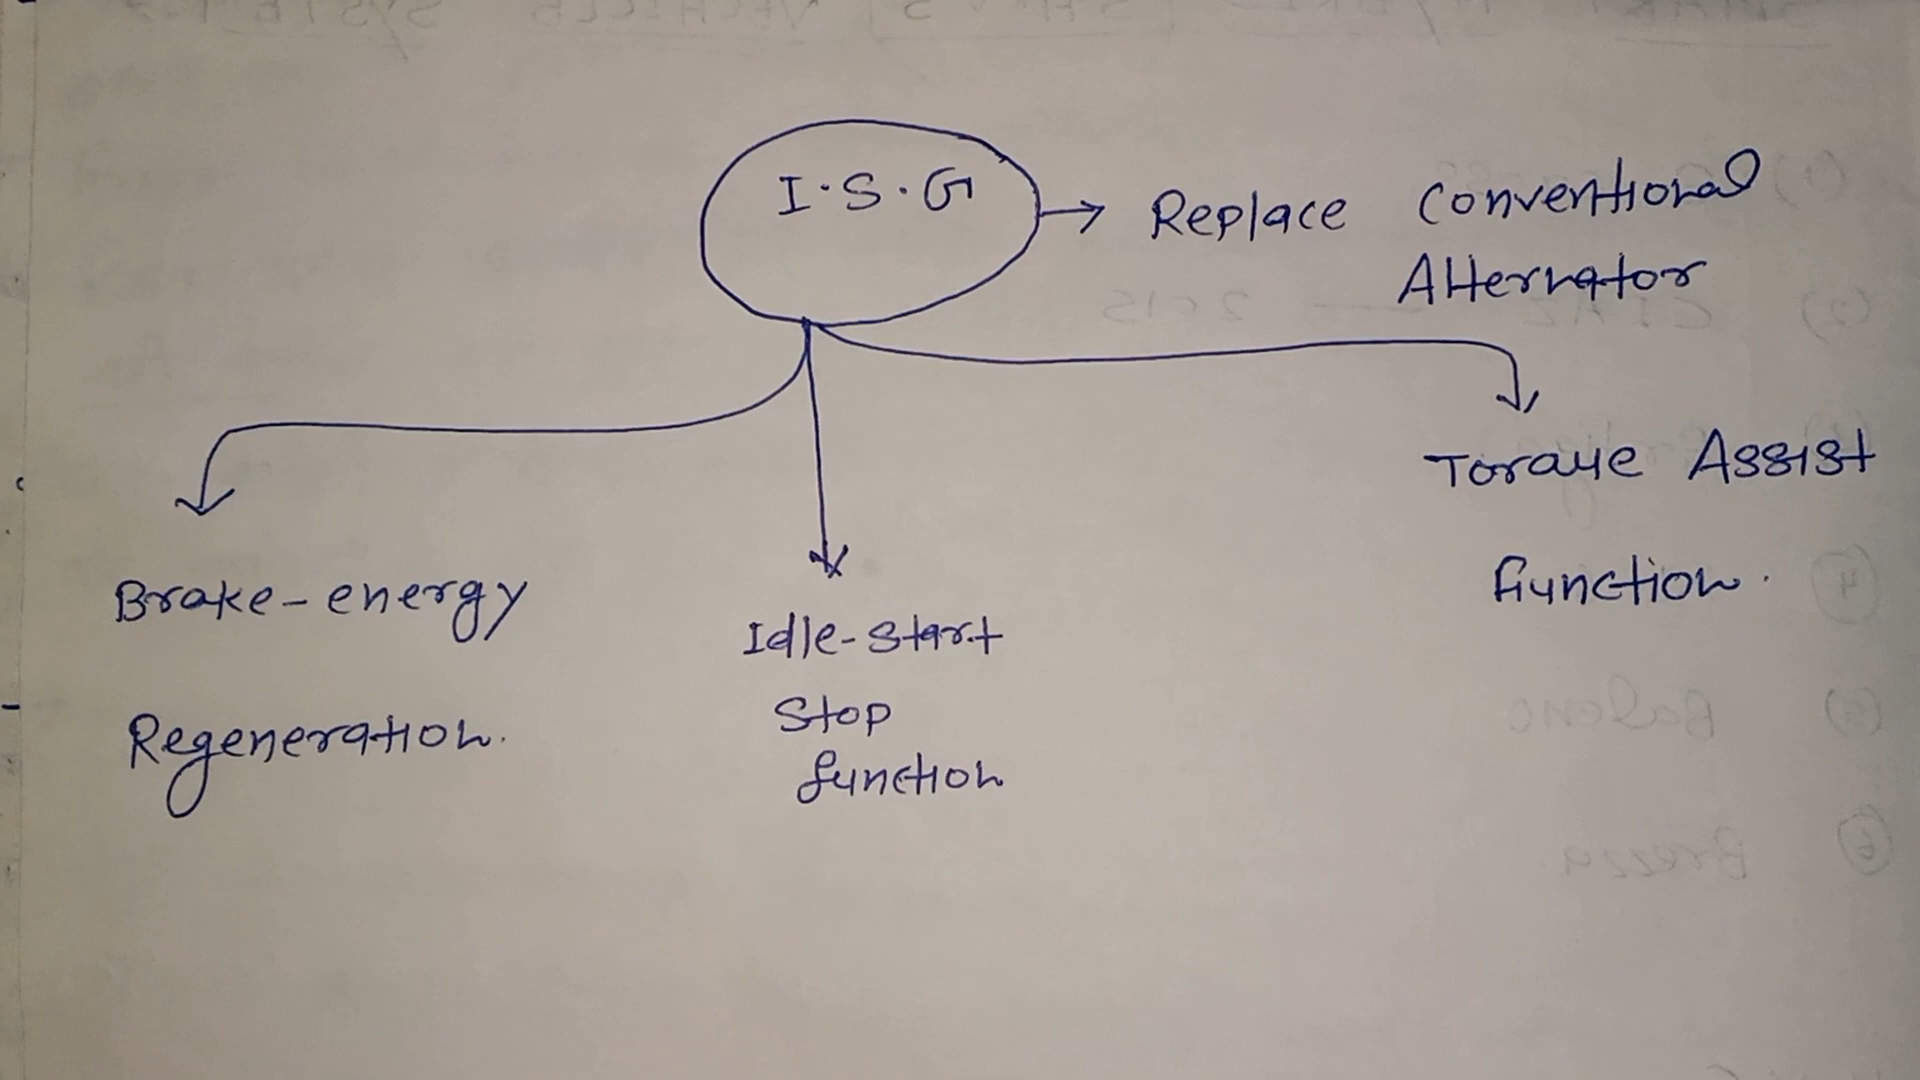 I.S.G → Replace Conventional
Alternator
Torque Assist
Function.
Brake-energy
Regeneration.
Idle-Start
Stop
function